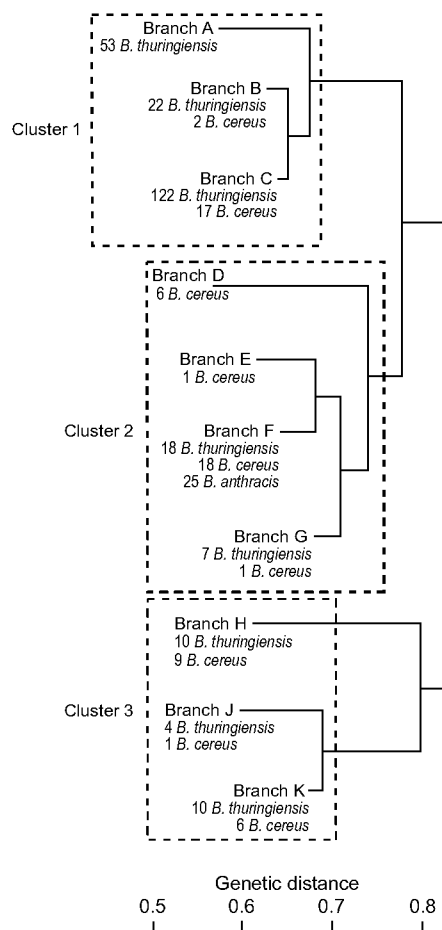 Branch A
53 B. thuringiensis
Branch B
22 B. thuringiensis
2 B. cereus
Cluster 1
Branch C
122 B. thuringiensis
17 B. cereus
Branch D
6 B. cereus
Branch E
1 B. cereus
Cluster 2
Branch F
18 B. thuringiensis
18 B. cereus
25 B. anthracis
Branch G
7 B. thuringiensis
1 B. cereus
Branch H
10 B. thuringiensis
9 B. cereus
Cluster 3
Branch J
4 B. thuringiensis
1 B. cereus
Branch K
10 B. thuringiensis
6 B. cereus
Genetic distance
0.5 0.6 0.7 0.8